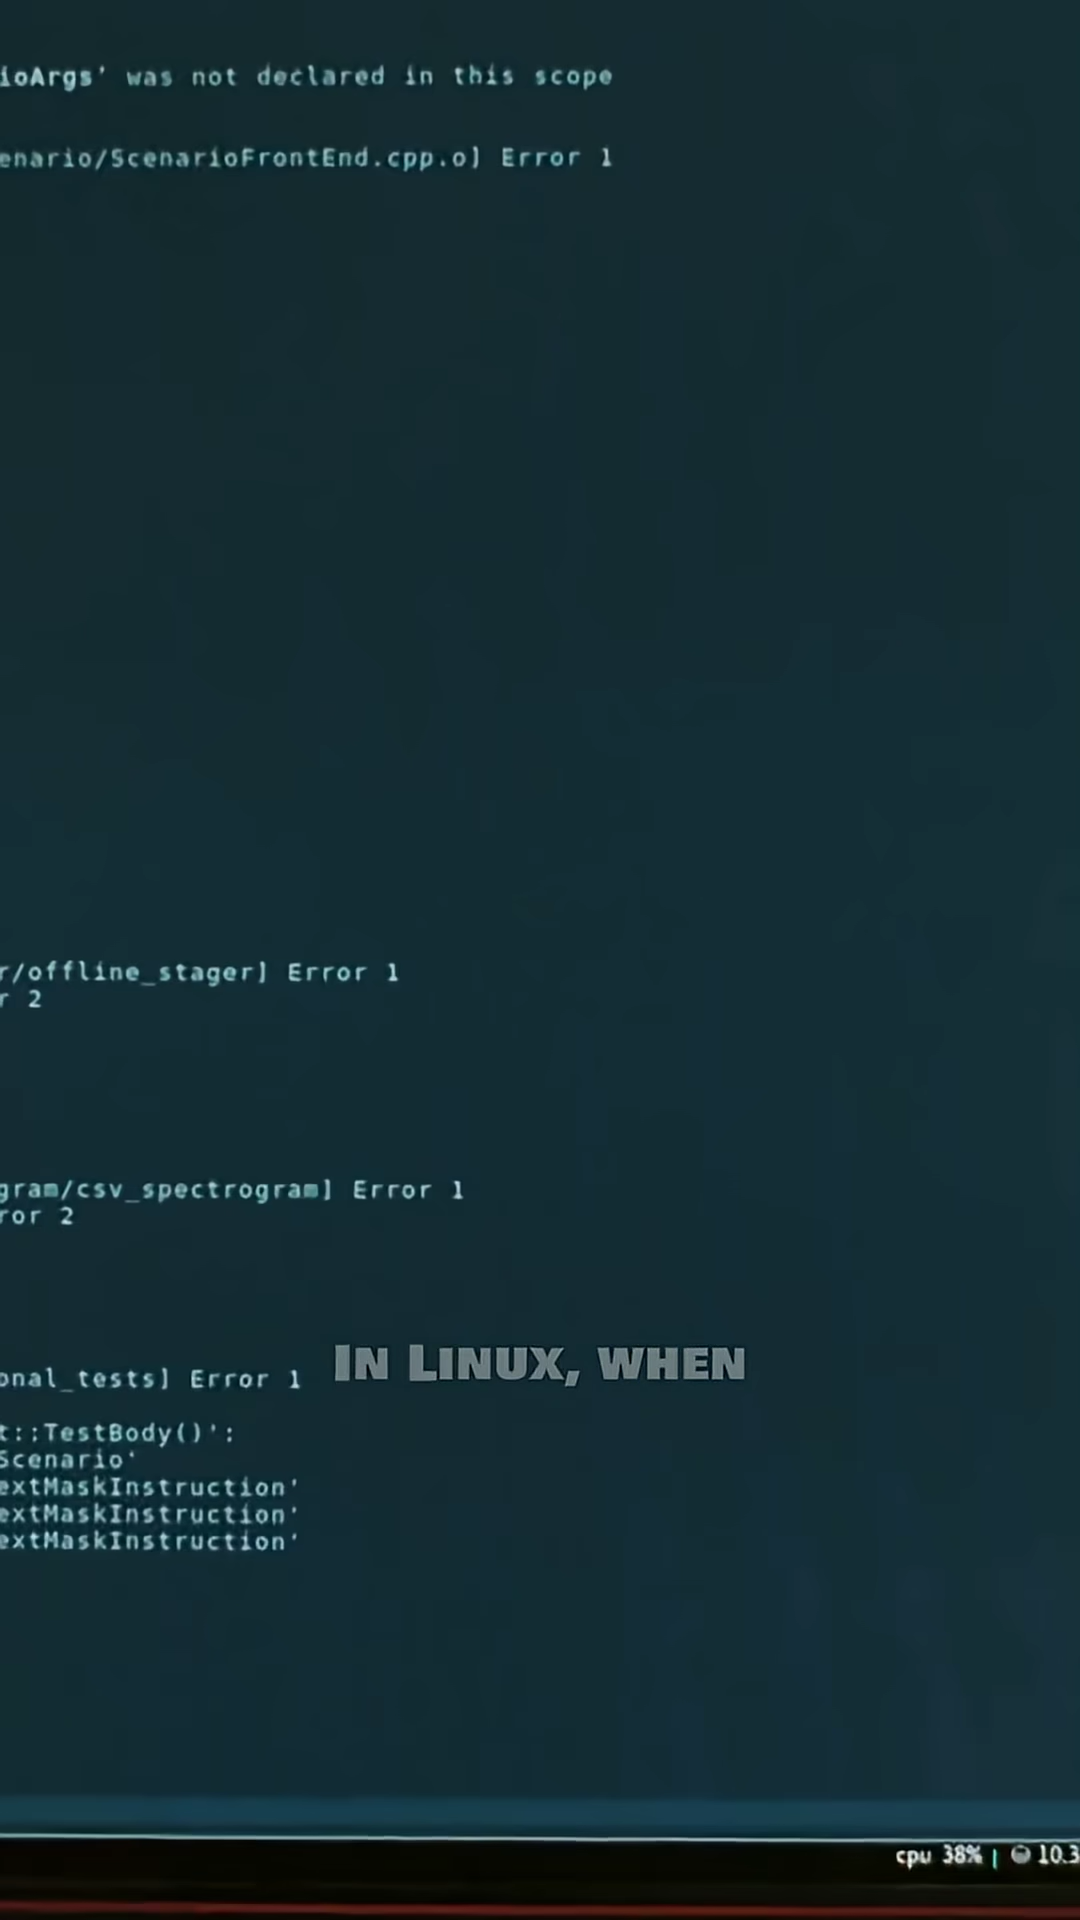 ioArgs' was not declared in this scope
enario/ScenarioFrontEnd.cpp.o] Error 1
r/offline_stager] Error 1
r 2
gram/csv_spectrogram] Error 1
ror 2
In Linux, when
onal_tests] Error 1
t::TestBody()':
Scenario'
extMaskInstruction'
extMaskInstruction'
extMaskInstruction'
cpu 38% | 10.3